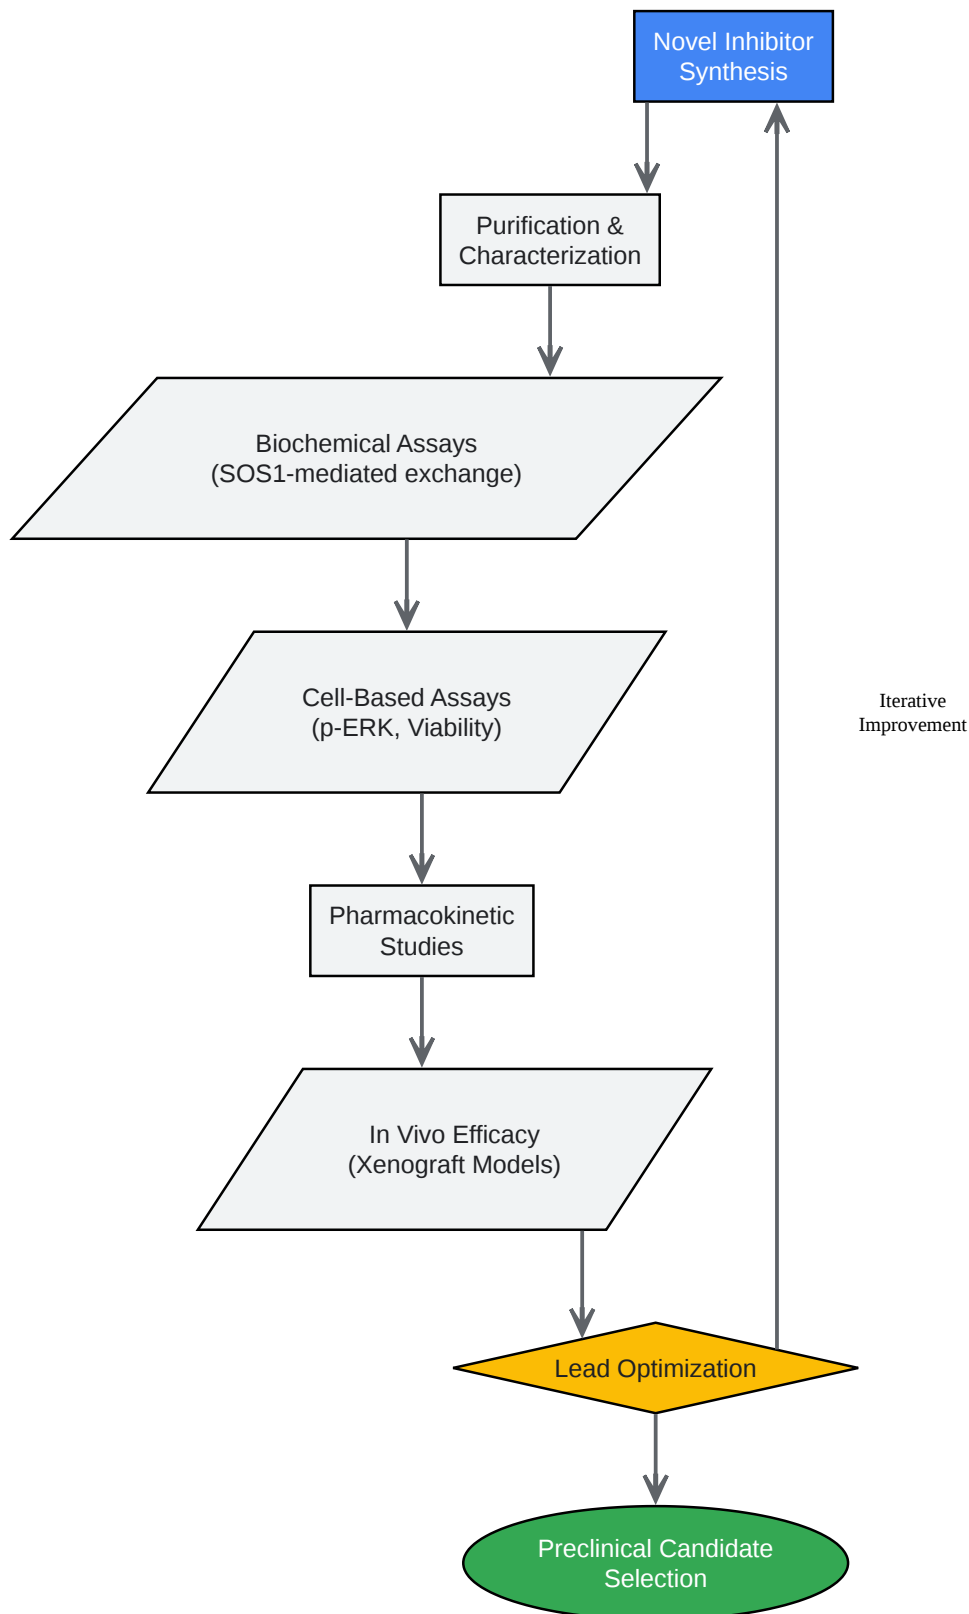 Novel Inhibitor
Synthesis
Purification &
Characterization
Biochemical Assays
(SOS1-mediated exchange)
Cell-Based Assays
(p-ERK, Viability)
Iterative
Improvement
Pharmacokinetic
Studies
In Vivo Efficacy
(Xenograft Models)
Lead Optimization
Preclinical Candidate
Selection